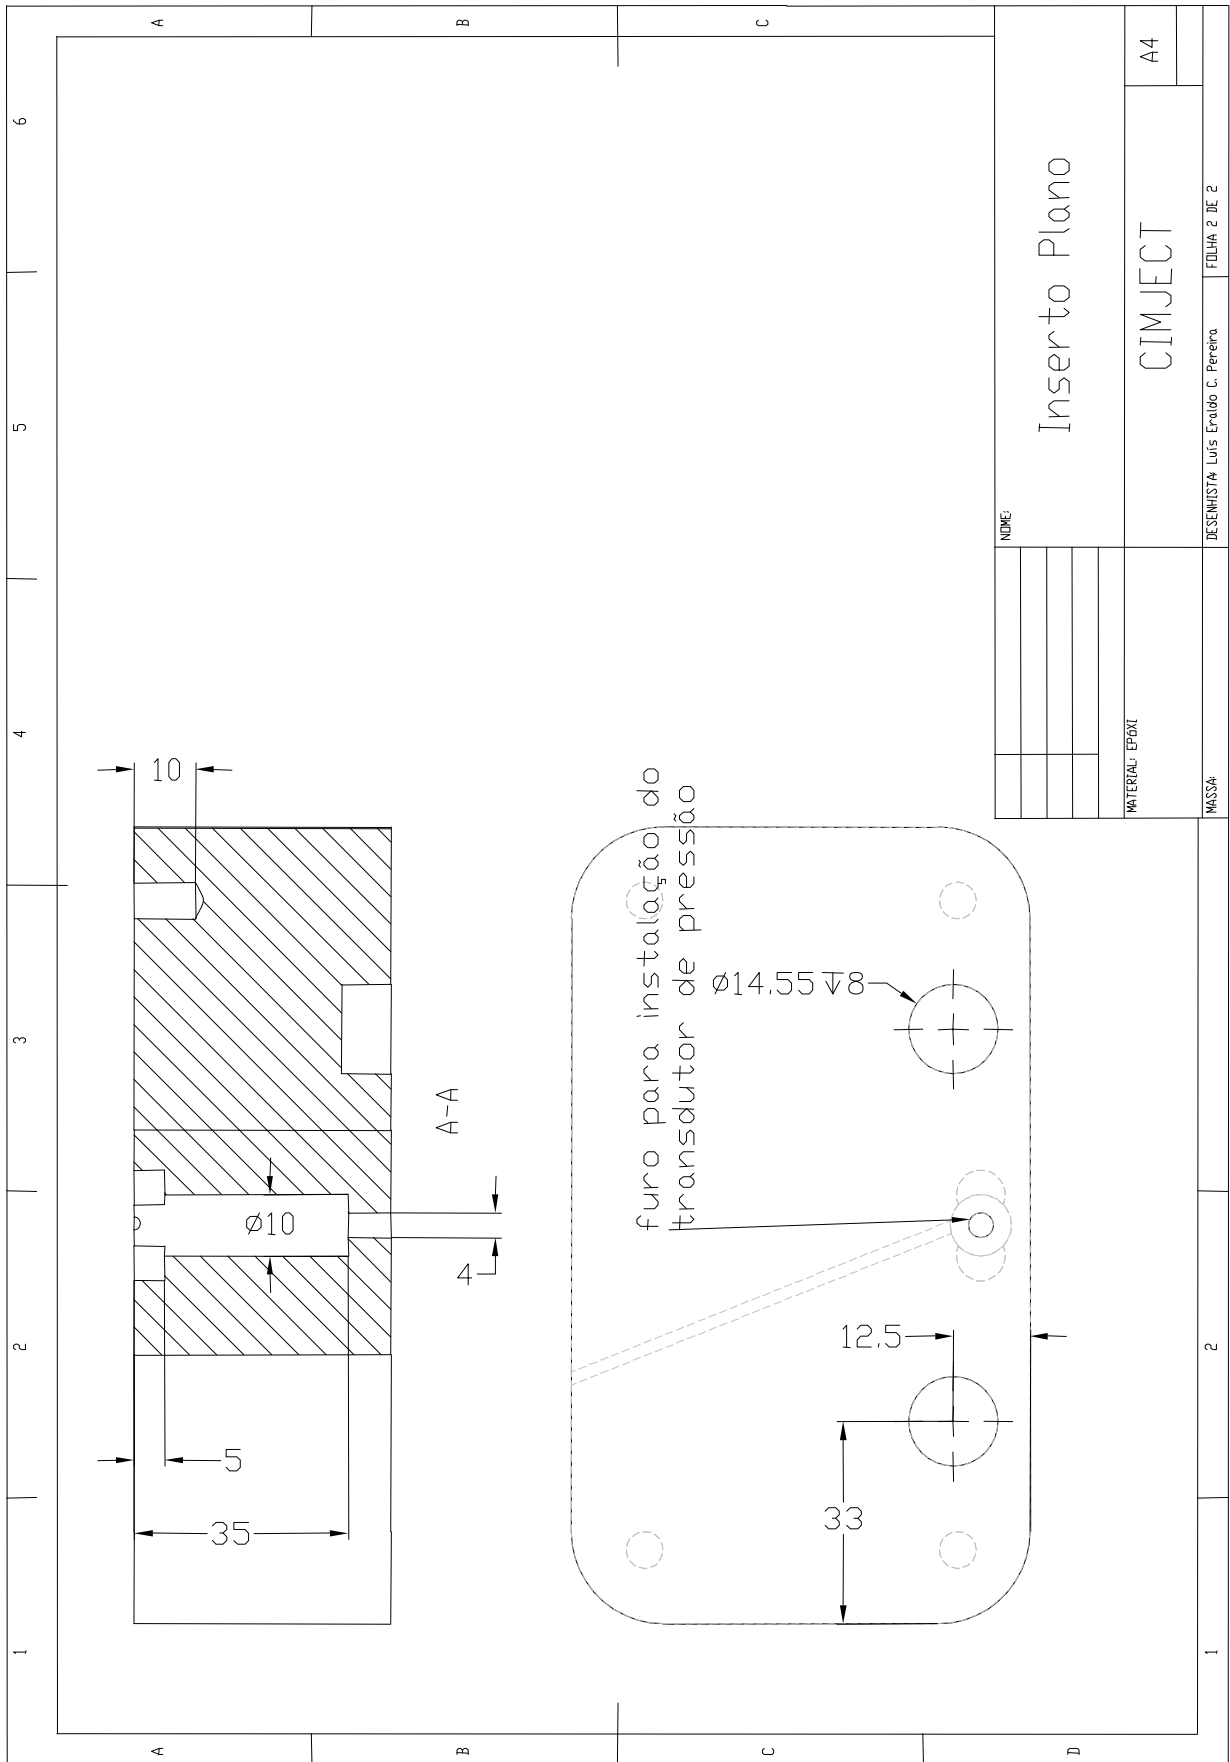 6
5
4
3
2
1
A
B
C
A
B
C
D
2
1
10
Ø10
4
5
35
A-A
furo para instalação do
transdutor de pressão
Ø14,55↧8
12,5
33
NOME:
Inserto Plano
MATERIAL: EPÓXI
CIMJECT
A4
MASSA:
DESENHISTA: Luís Eraldo C. Pereira
FOLHA 2 DE 2